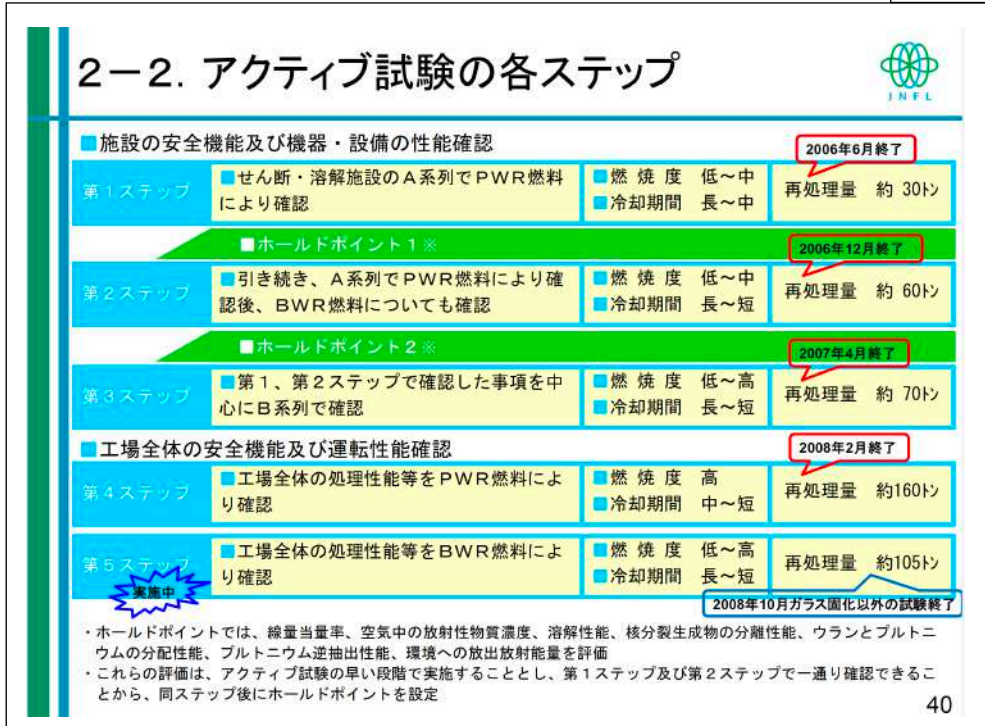 2-2. アクティブ試験の各ステップ
JNFL
■施設の安全機能及び機器・設備の性能確認
2006年6月終了
第1ステップ
■せん断・溶解施設のA系列でPWR燃料
により確認
■燃焼度 低～中
■冷却期間 長～中
再処理量 約 30トン
■ホールドポイント1※
2006年12月終了
第2ステップ
■引き続き、A系列でPWR燃料により確
認後、BWR燃料についても確認
■燃焼度 低～中
■冷却期間 長～短
再処理量 約 60トン
■ホールドポイント2※
2007年4月終了
第3ステップ
■第1、第2ステップで確認した事項を中
心にB系列で確認
■燃焼度 低～高
■冷却期間 長～短
再処理量 約 70トン
■工場全体の安全機能及び運転性能確認
2008年2月終了
第4ステップ
■工場全体の処理性能等をPWR燃料によ
り確認
■燃焼度 高
■冷却期間 中～短
再処理量 約160トン
第5ステップ
実施中
■工場全体の処理性能等をBWR燃料によ
り確認
■燃焼度 低～高
■冷却期間 長～短
再処理量 約105トン
2008年10月ガラス固化以外の試験終了
・ホールドポイントでは、線量当量率、空気中の放射性物質濃度、溶解性能、核分裂生成物の分離性能、ウランとプルトニ
ウムの分配性能、プルトニウム逆抽出性能、環境への放出放射能量を評価
・これらの評価は、アクティブ試験の早い段階で実施することとし、第1ステップ及び第2ステップで一通り確認できるこ
とから、同ステップ後にホールドポイントを設定
40